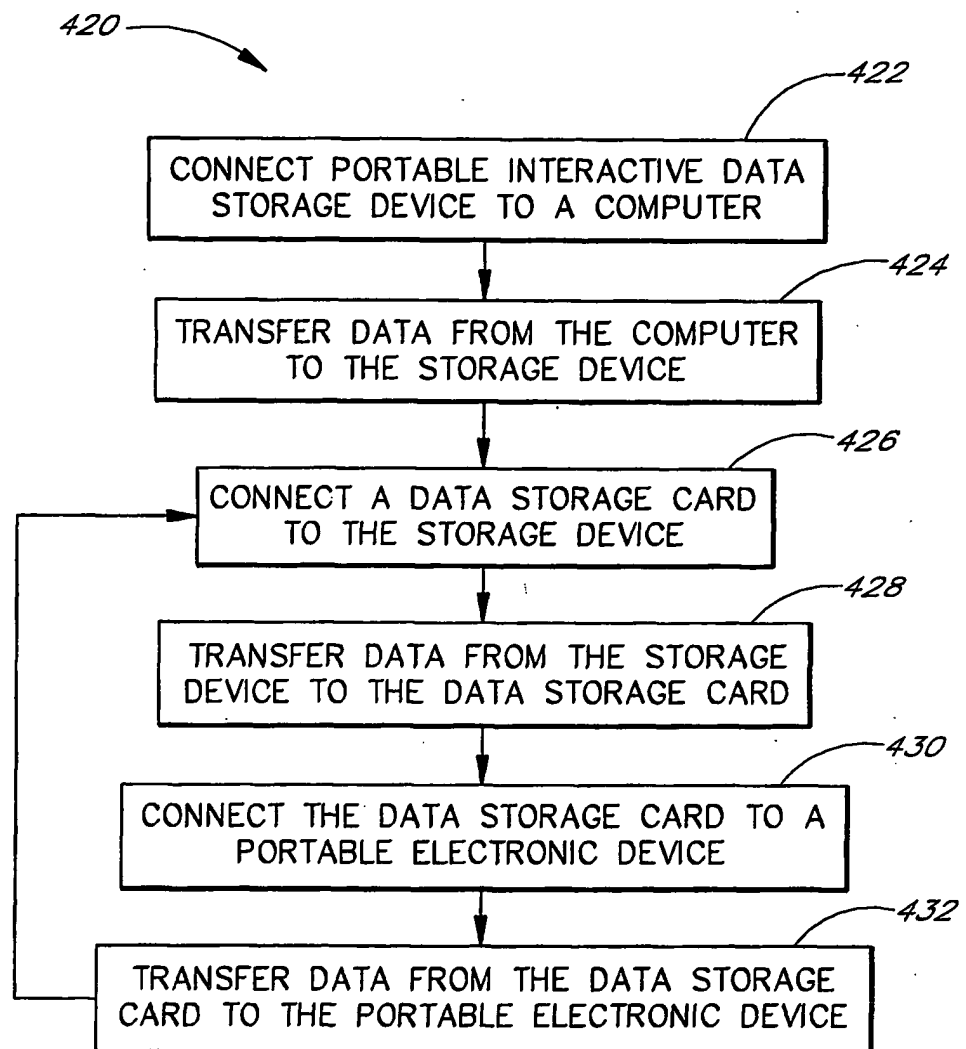 420
422
CONNECT PORTABLE INTERACTIVE DATA
STORAGE DEVICE TO A COMPUTER
424
TRANSFER DATA FROM THE COMPUTER
TO THE STORAGE DEVICE
426
CONNECT A DATA STORAGE CARD
TO THE STORAGE DEVICE
428
TRANSFER DATA FROM THE STORAGE
DEVICE TO THE DATA STORAGE CARD
430
CONNECT THE DATA STORAGE CARD TO A
PORTABLE ELECTRONIC DEVICE
432
TRANSFER DATA FROM THE DATA STORAGE
CARD TO THE PORTABLE ELECTRONIC DEVICE